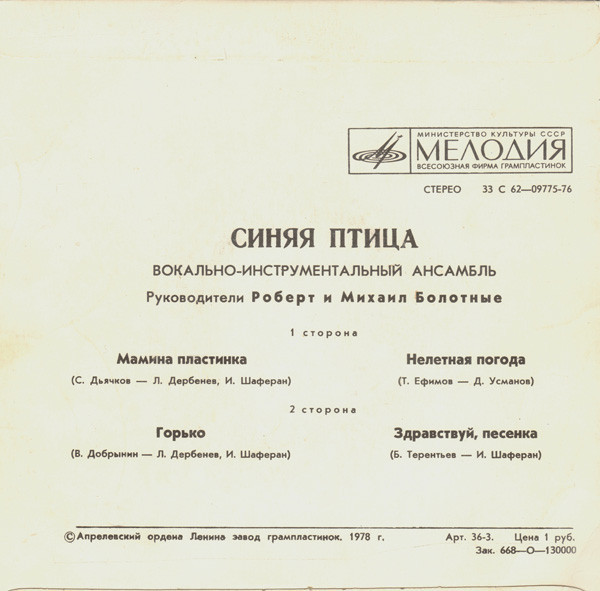 МИНИСТЕРСТВО КУЛЬТУРЫ СССР
МЕЛОДИЯ
ВСЕСОЮЗНАЯ ФИРМА ГРАМПЛАСТИНОК
СТЕРЕО 33 С 62—09775-76
СИНЯЯ ПТИЦА
ВОКАЛЬНО-ИНСТРУМЕНТАЛЬНЫЙ АНСАМБЛЬ
Руководители Роберт и Михаил Болотные
1 сторона
Мамина пластинка Нелетная погода
(С. Дьячков — Л. Дербенев, И. Шаферан) (Т. Ефимов — Д. Усманов)
2 сторона
Горько Здравствуй, песенка
(В. Добрынин — Л. Дербенев, И. Шаферан) (Б. Терентьев — И. Шаферан)
© Апрелевский ордена Ленина завод грампластинок. 1978 г. Арт. 36-3. Цена 1 руб.
Зак. 668—О—130000